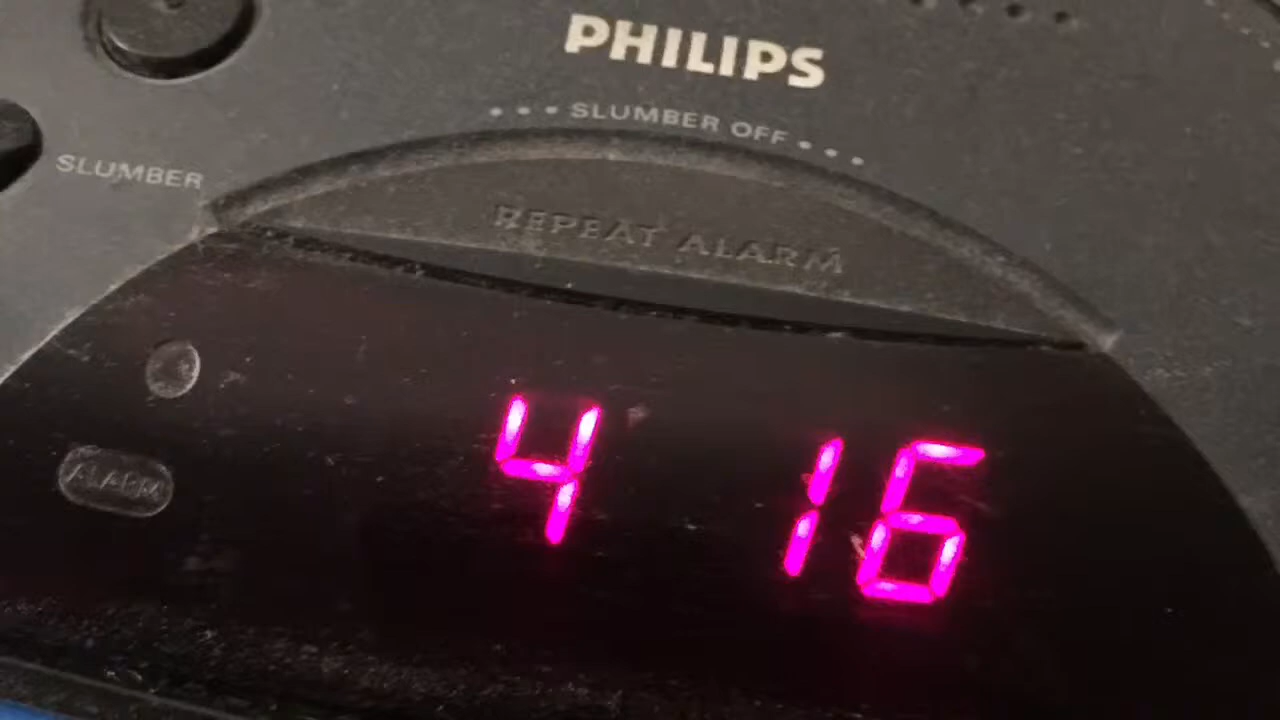 PHILIPS
••• SLUMBER OFF •••
SLUMBER
REPEAT ALARM
ALARM
4 16